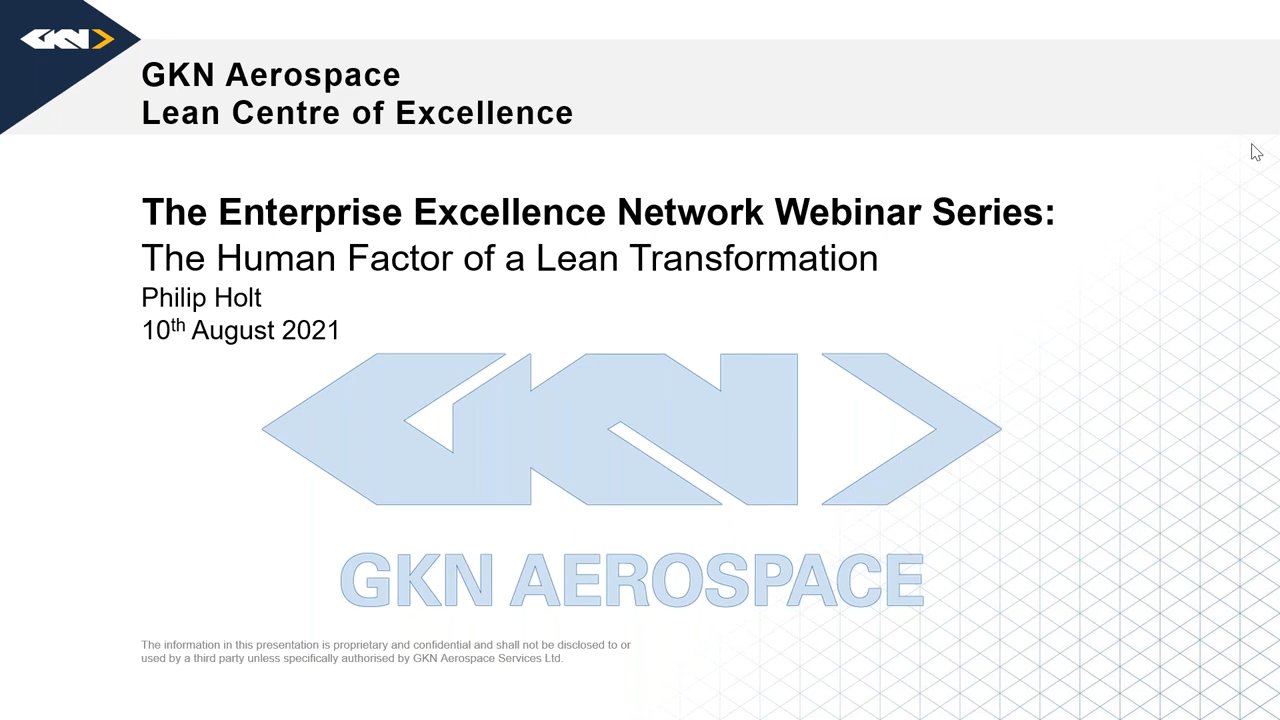 GKN
GKN Aerospace
Lean Centre of Excellence
The Enterprise Excellence Network Webinar Series:
The Human Factor of a Lean Transformation
Philip Holt
10th August 2021
GKN
GKN AEROSPACE
The information in this presentation is proprietary and confidential and shall not be disclosed to or
used by a third party unless specifically authorised by GKN Aerospace Services Ltd.